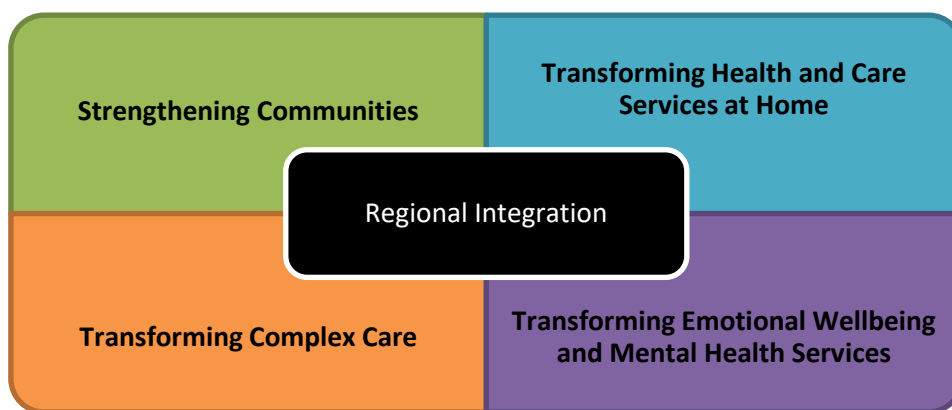 Strengthening Communities
Transforming Health and Care
Services at Home
Regional Integration
Transforming Complex Care
Transforming Emotional Wellbeing
and Mental Health Services